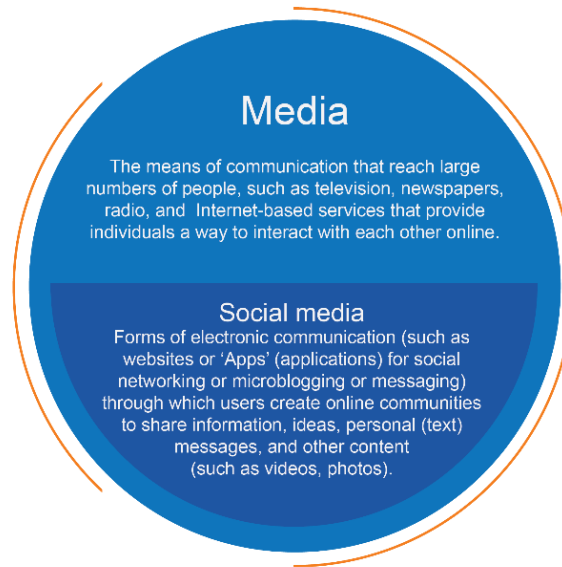 Media
The means of communication that reach large
numbers of people, such as television, newspapers,
radio, and Internet-based services that provide
individuals a way to interact with each other online.
Social media
Forms of electronic communication (such as
websites or ‘Apps’ (applications) for social
networking or microblogging or messaging)
through which users create online communities
to share information, ideas, personal (text)
messages, and other content
(such as videos, photos).